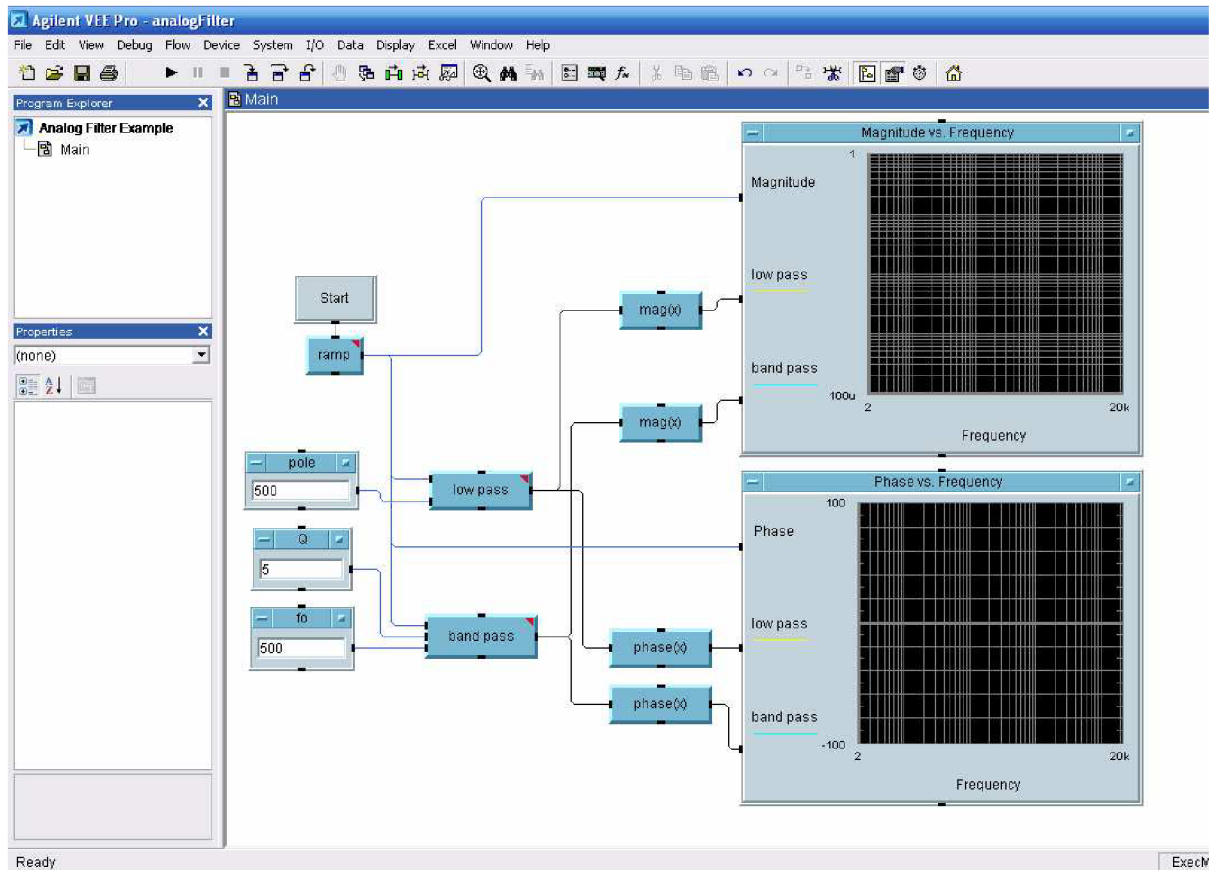 Agilent VEE Pro - analogFilter
File Edit View Debug Flow Device System I/O Data Display Excel Window Help
Program Explorer
Analog Filter Example
Main
Properties
(none)
Main
Start
ramp
pole
500
Q
5
fo
500
low pass
band pass
mag(x)
mag(x)
phase(x)
phase(x)
Magnitude vs. Frequency
1
Magnitude
low pass
band pass
100u
2
20k
Frequency
Phase vs. Frequency
100
Phase
low pass
band pass
-100
2
20k
Frequency
Ready
ExecM